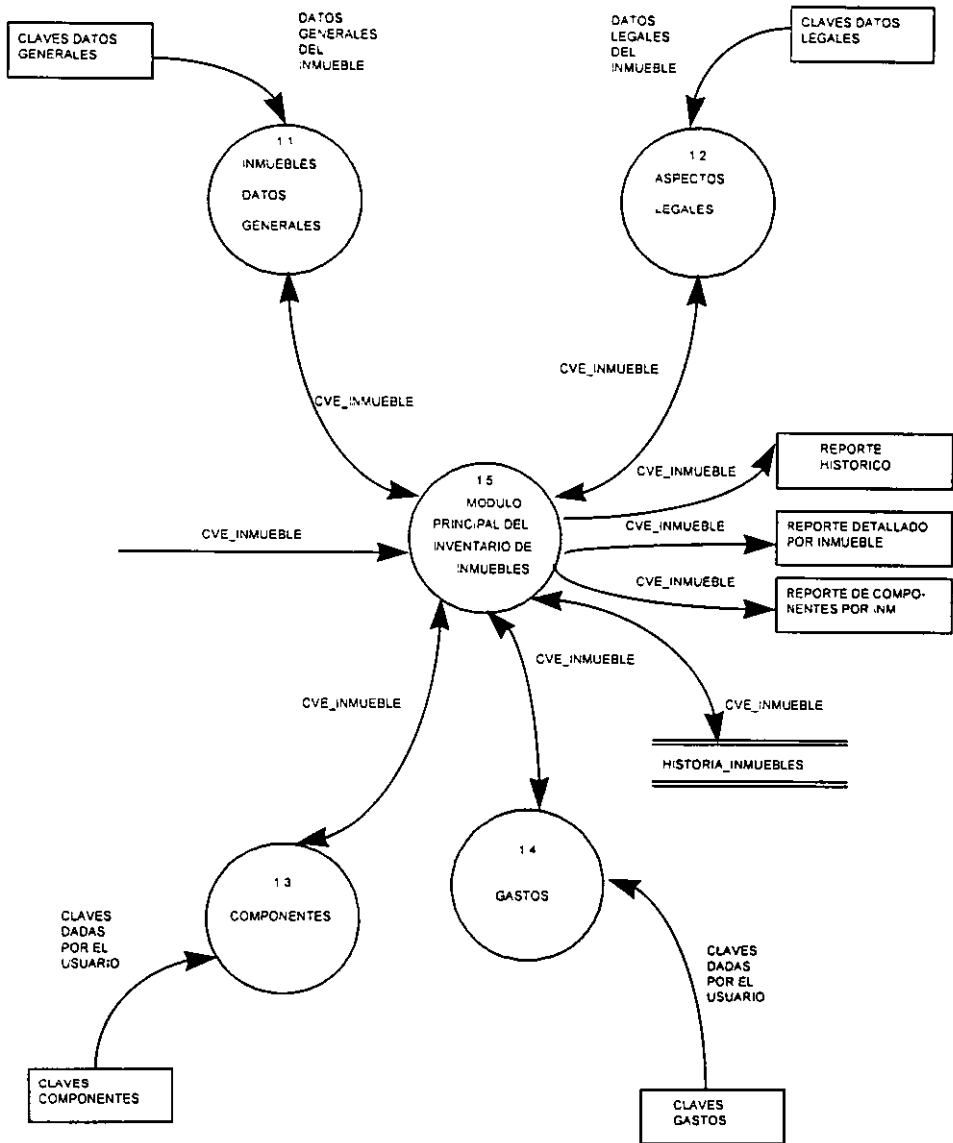 CLAVES DATOS
GENERALES
DATOS
GENERALES
DEL
INMUEBLE
DATOS
LEGALES
DEL
INMUEBLE
CLAVES DATOS
LEGALES
1 1
INMUEBLES
DATOS
GENERALES
1 2
ASPECTOS
LEGALES
CVE_INMUEBLE
CVE_INMUEBLE
CVE_INMUEBLE
1 5
MODULO
PRINCIPAL DEL
INVENTARIO DE
INMUEBLES
CVE_INMUEBLE
REPORTE
HISTORICO
CVE_INMUEBLE
REPORTE DETALLADO
POR INMUEBLE
CVE_INMUEBLE
REPORTE DE COMPO-
NENTES POR INM
CVE_INMUEBLE
CVE_INMUEBLE
CVE_INMUEBLE
HISTORIA_INMUEBLES
1 3
COMPONENTES
1 4
GASTOS
CLAVES
DADAS
POR EL
USUARIO
CLAVES
DADAS
POR EL
USUARIO
CLAVES
COMPONENTES
CLAVES
GASTOS